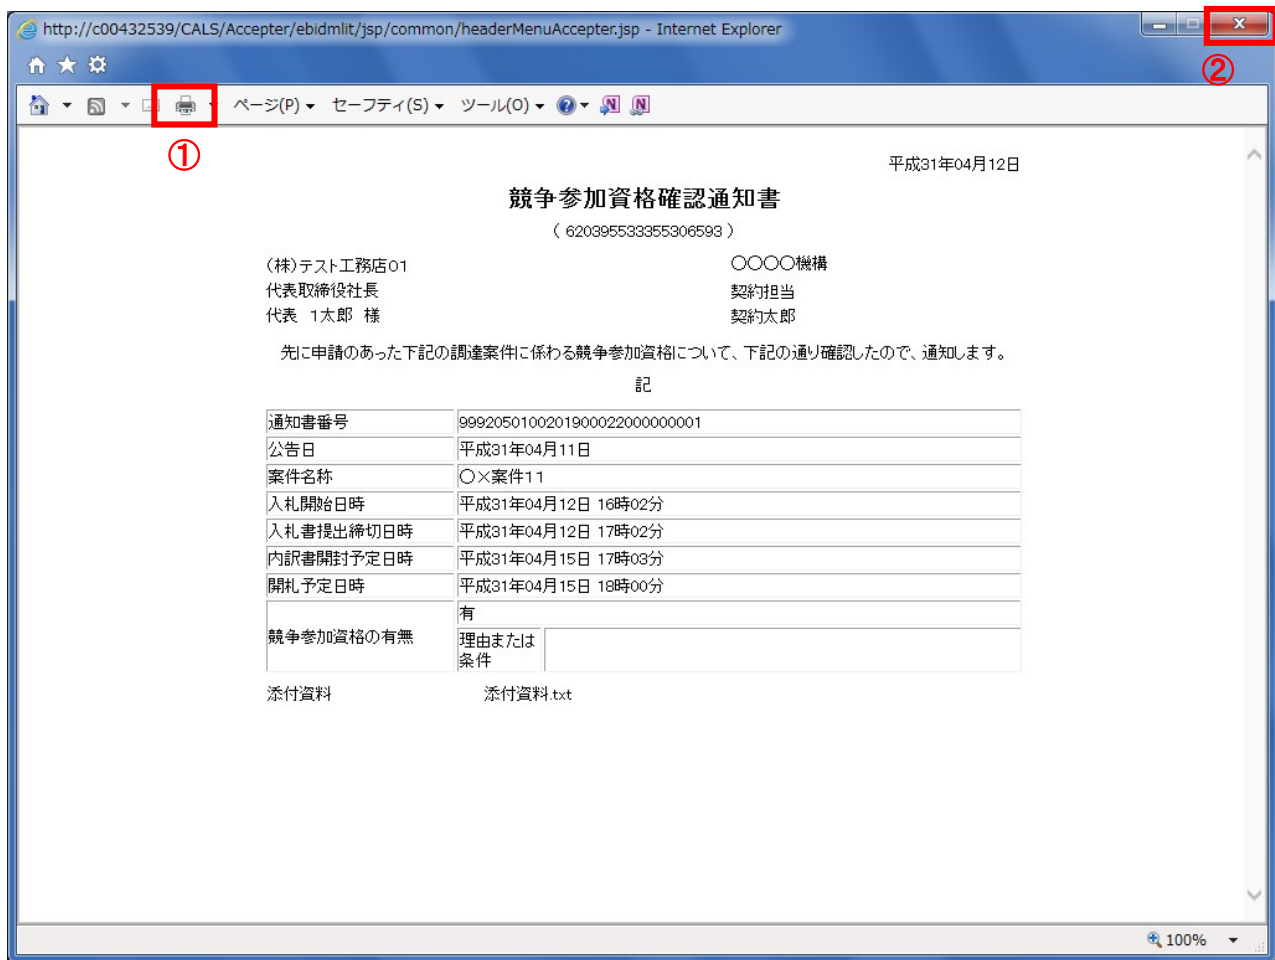 http://c00432539/CALS/Accepter/ebidmlit/jsp/common/headerMenuAccepter.jsp - Internet Explorer
②
ページ(P) セーフティ(S) ツール(O)
①
平成31年04月12日
競争参加資格確認通知書
( 620395533355306593 )
(株)テスト工務店01 〇〇〇〇機構
代表取締役社長 契約担当
代表 1太郎 様 契約太郎
先に申請のあった下記の調達案件に係わる競争参加資格について、下記の通り確認したので、通知します。
記
通知書番号 99920501002019000220000000001
公告日 平成31年04月11日
案件名称 〇×案件11
入札開始日時 平成31年04月12日 16時02分
入札書提出締切日時 平成31年04月12日 17時02分
内訳書開封予定日時 平成31年04月15日 17時03分
開札予定日時 平成31年04月15日 18時00分
競争参加資格の有無 有
理由または
条件
添付資料 添付資料.txt
100%